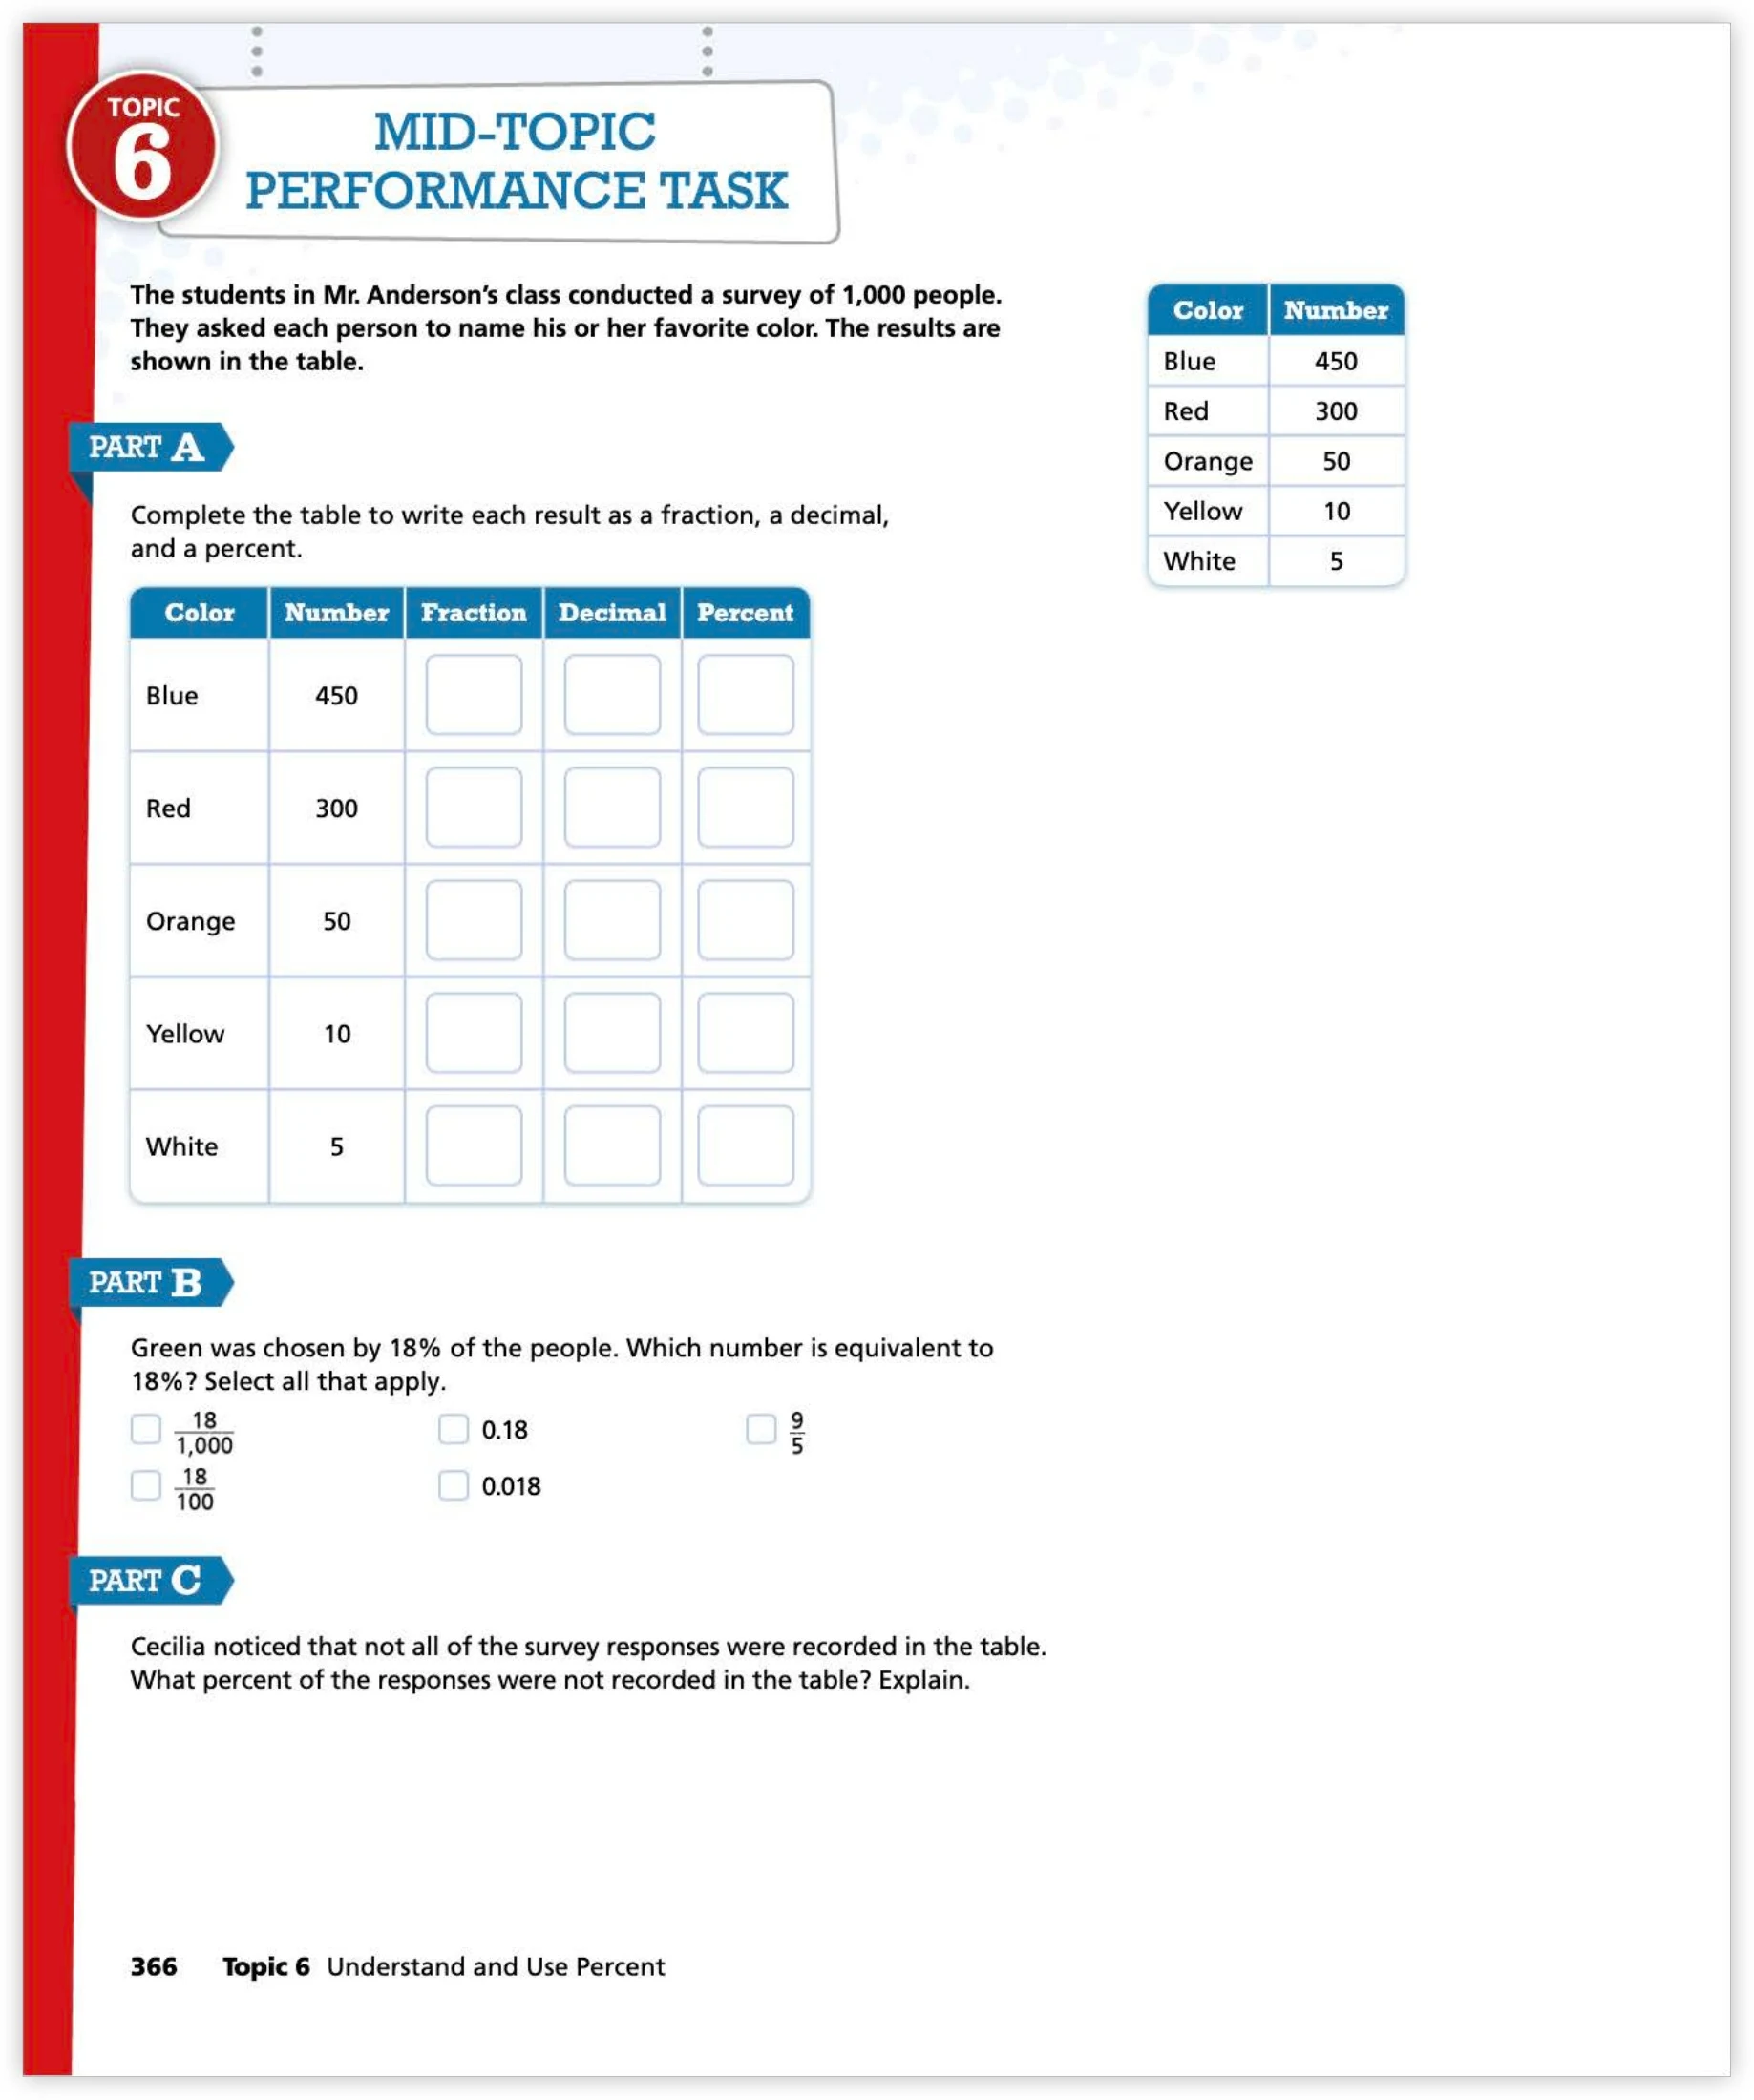 TOPIC
6
MID-TOPIC
PERFORMANCE TASK
The students in Mr. Anderson's class conducted a survey of 1,000 people.
They asked each person to name his or her favorite color. The results are
shown in the table.
Color Number
Blue 450
Red 300
Orange 50
Yellow 10
White 5
PART A
Complete the table to write each result as a fraction, a decimal,
and a percent.
Color Number Fraction Decimal Percent
Blue 450
Red 300
Orange 50
Yellow 10
White 5
PART B
Green was chosen by 18% of the people. Which number is equivalent to
18%? Select all that apply.
18/1,000 0.18 9/5
18/100 0.018
PART C
Cecilia noticed that not all of the survey responses were recorded in the table.
What percent of the responses were not recorded in the table? Explain.
366 Topic 6 Understand and Use Percent